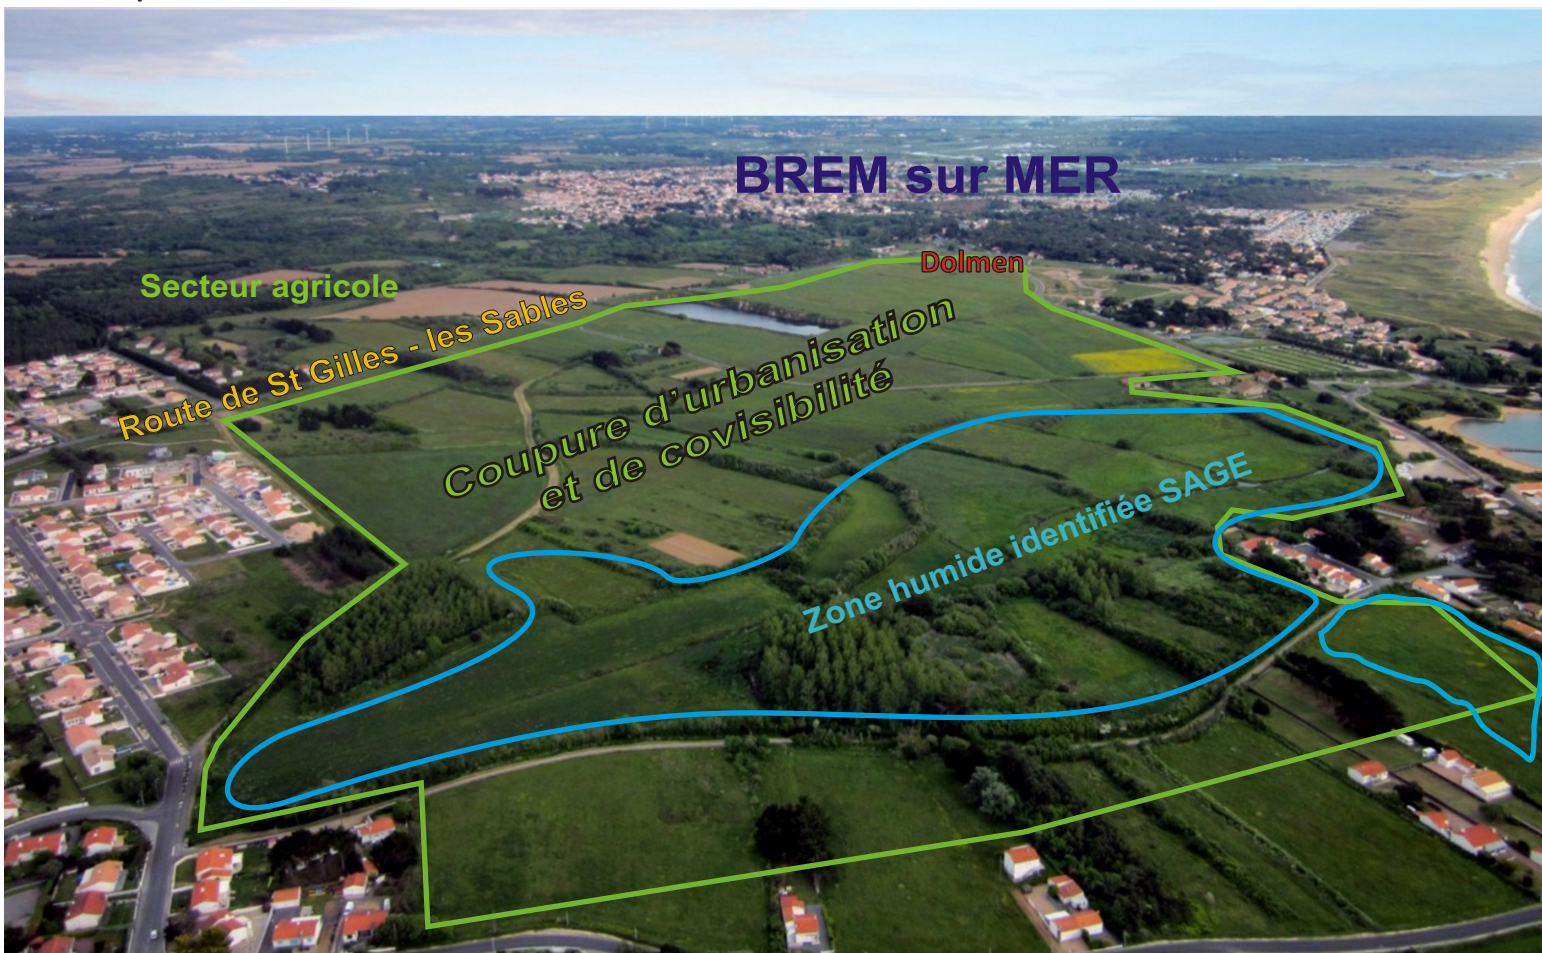 BREM sur MER
Dolmen
Secteur agricole
Route de St Gilles - les Sables
Coupure d'urbanisation
et de covisibilité
Zone humide identifiée SAGE